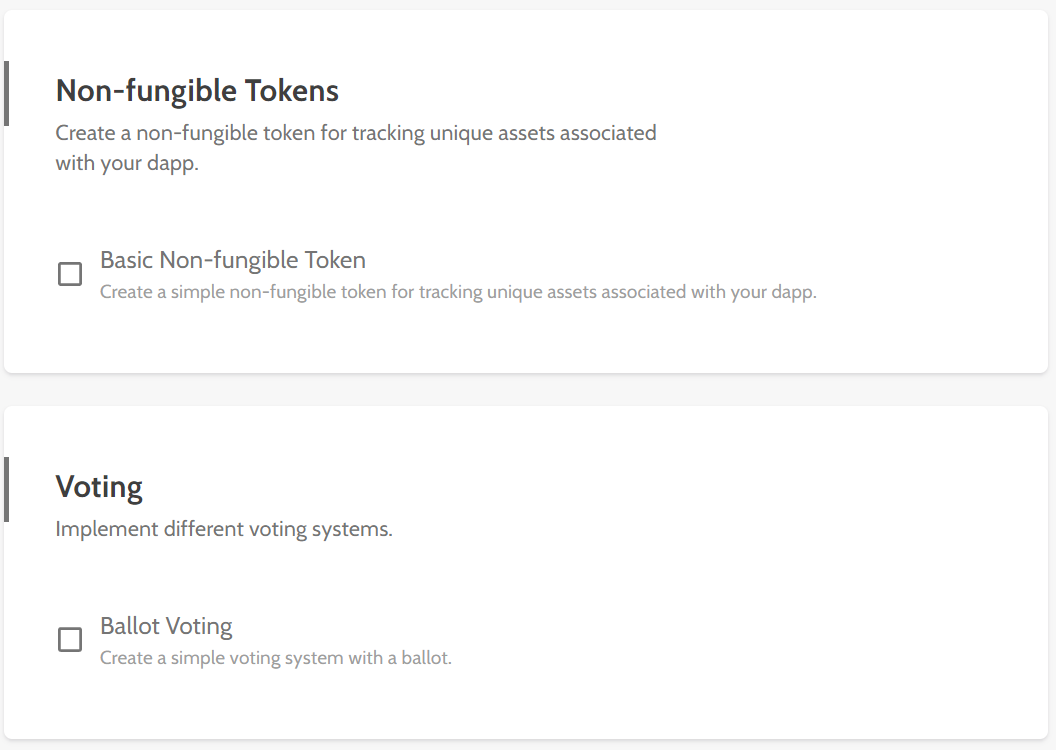 Non-fungible Tokens
Create a non-fungible token for tracking unique assets associated
with your dapp.
Basic Non-fungible Token
Create a simple non-fungible token for tracking unique assets associated with your dapp.
Voting
Implement different voting systems.
Ballot Voting
Create a simple voting system with a ballot.